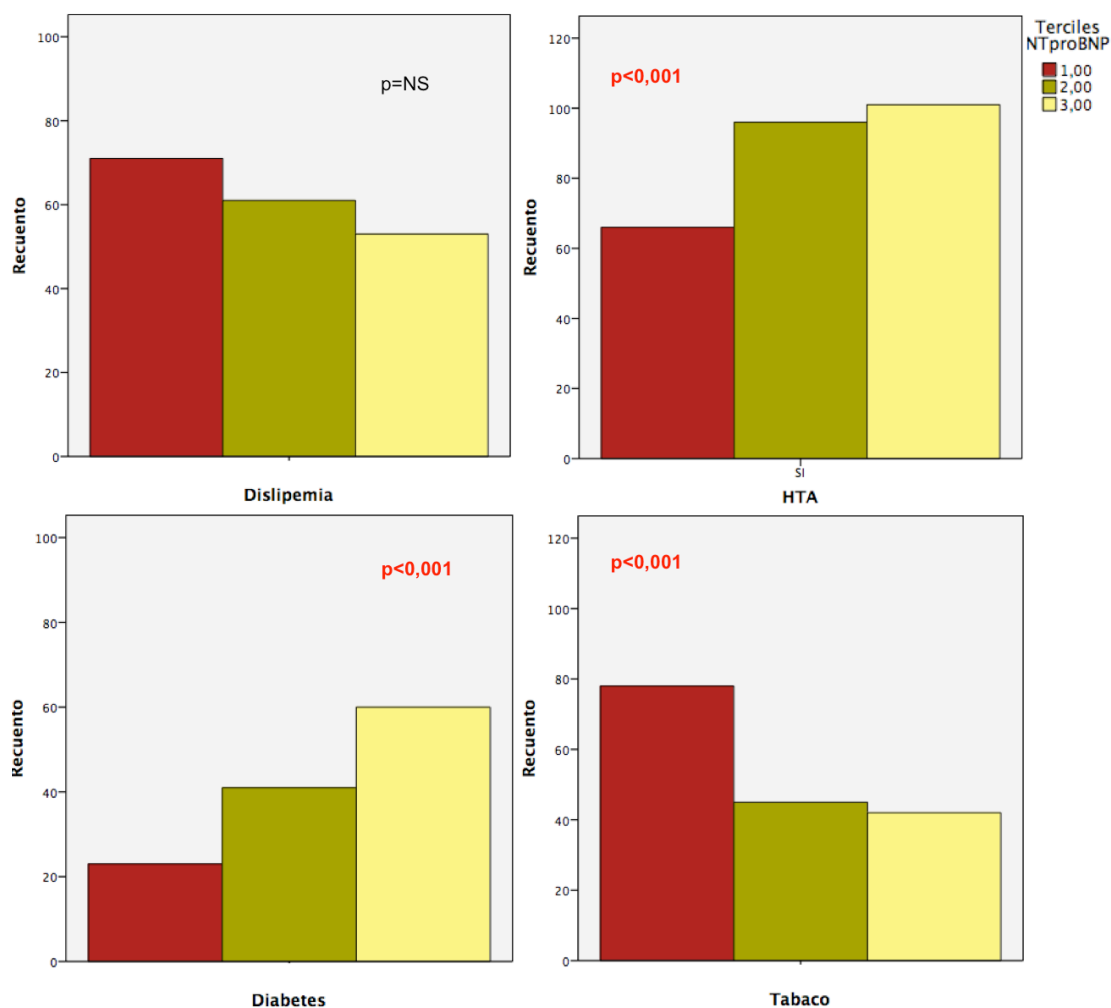 100
80
60
40
20
0
Recuento
p=NS
Dislipemia
120
100
80
60
40
20
0
Recuento
p<0,001
SI
HTA
Terciles
NTproBNP
1,00
2,00
3,00
100
80
60
40
20
0
Recuento
p<0,001
Diabetes
120
100
80
60
40
20
0
Recuento
p<0,001
Tabaco